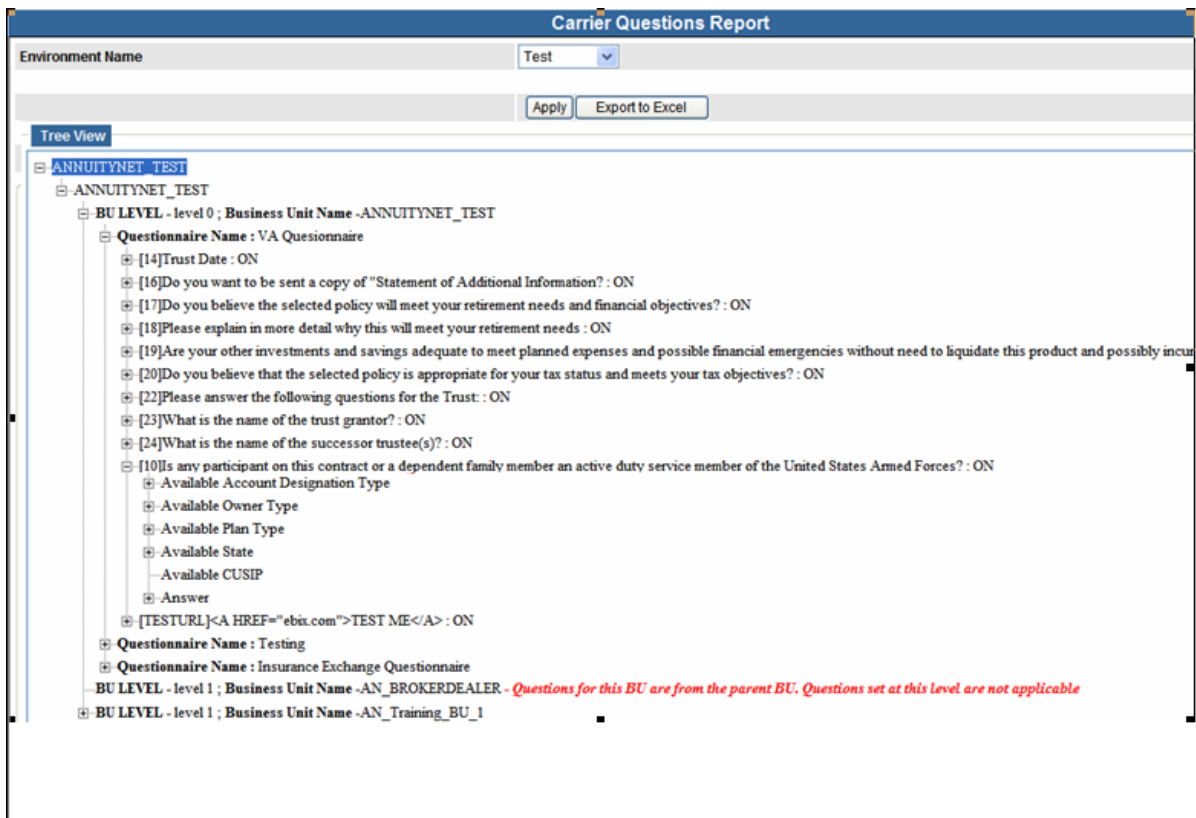 Carrier Questions Report
Environment Name Test
Apply Export to Excel
Tree View
ANNUITYNET_TEST
ANNUITYNET_TEST
BU LEVEL - level 0 ; Business Unit Name -ANNUITYNET_TEST
Questionnaire Name : VA Quesionnaire
[14]Trust Date : ON
[16]Do you want to be sent a copy of "Statement of Additional Information? : ON
[17]Do you believe the selected policy will meet your retirement needs and financial objectives? : ON
[18]Please explain in more detail why this will meet your retirement needs : ON
[19]Are your other investments and savings adequate to meet planned expenses and possible financial emergencies without need to liquidate this product and possibly incur
[20]Do you believe that the selected policy is appropriate for your tax status and meets your tax objectives? : ON
[22]Please answer the following questions for the Trust: : ON
[23]What is the name of the trust grantor? : ON
[24]What is the name of the successor trustee(s)? : ON
[10]Is any participant on this contract or a dependent family member an active duty service member of the United States Armed Forces? : ON
Available Account Designation Type
Available Owner Type
Available Plan Type
Available State
Available CUSIP
Answer
[TESTURL]<A HREF="ebix.com">TEST ME</A> : ON
Questionnaire Name : Testing
Questionnaire Name : Insurance Exchange Questionnaire
BU LEVEL - level 1 ; Business Unit Name -AN_BROKERDEALER - Questions for this BU are from the parent BU. Questions set at this level are not applicable
BU LEVEL - level 1 ; Business Unit Name -AN_Training_BU_1